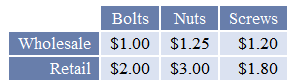 Bolts Nuts Screws
Wholesale $1.00 $1.25 $1.20
Retail $2.00 $3.00 $1.80